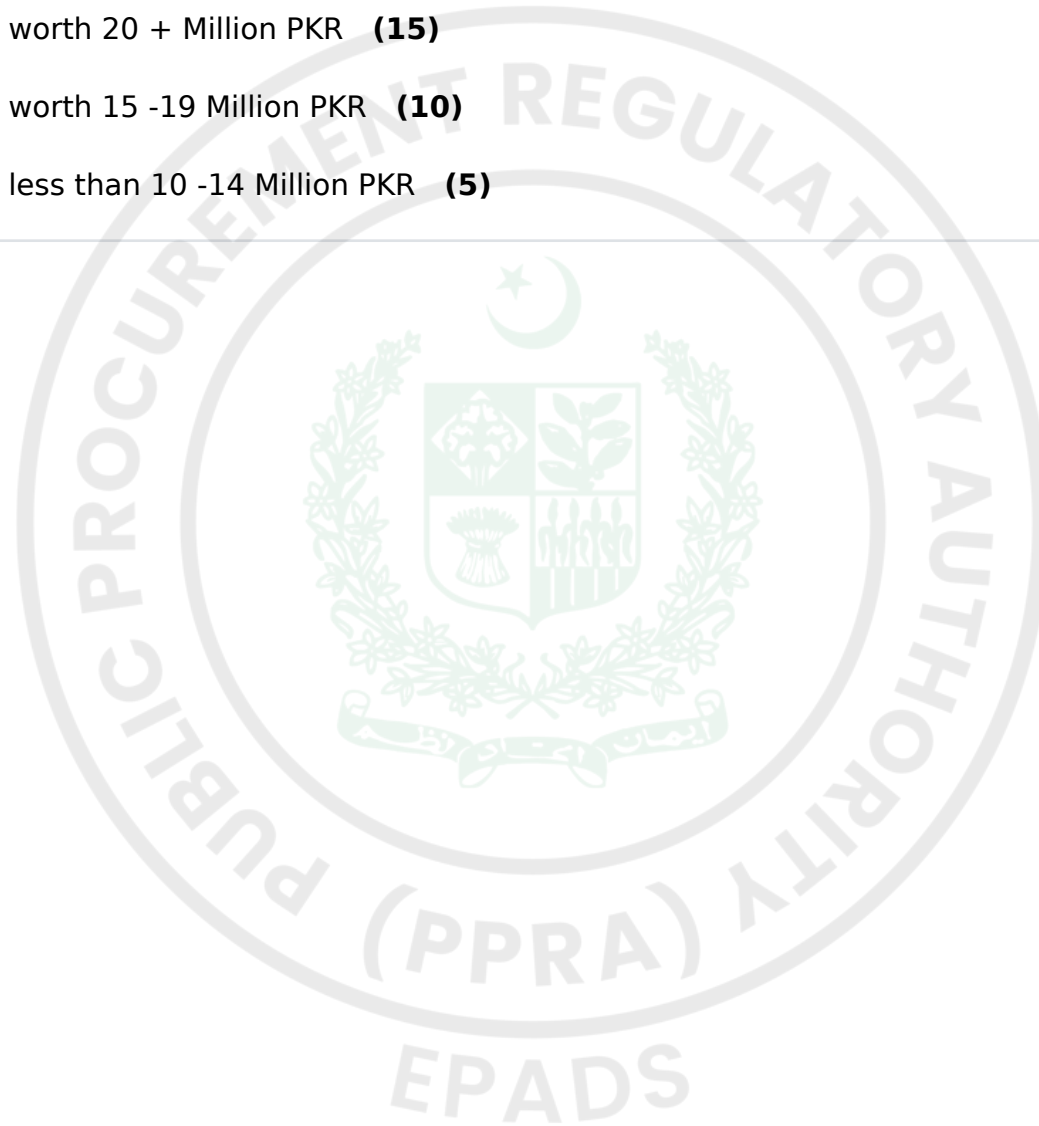 worth 20 + Million PKR (15)
worth 15 -19 Million PKR (10)
less than 10 -14 Million PKR (5)
PUBLIC PROCUREMENT REGULATORY AUTHORITY
(PPRA)
EPADS